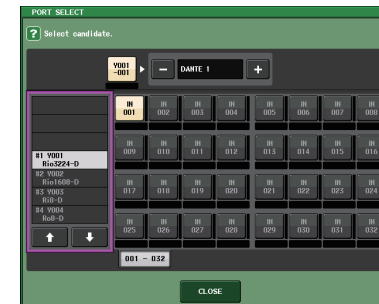 PORT SELECT
? Select candidate.
Y001 -001 − DANTE 1 +
IN 001 IN 002 IN 003 IN 004 IN 005 IN 006 IN 007 IN 008
IN 009 IN 010 IN 011 IN 012 IN 013 IN 014 IN 015 IN 016
#1 Y001
Rio3224-D
#2 Y002
Rio1608-D
#3 Y003
Ri8-D
#4 Y004
Ro8-D
IN 017 IN 018 IN 019 IN 020 IN 021 IN 022 IN 023 IN 024
IN 025 IN 026 IN 027 IN 028 IN 029 IN 030 IN 031 IN 032
001 - 032
CLOSE